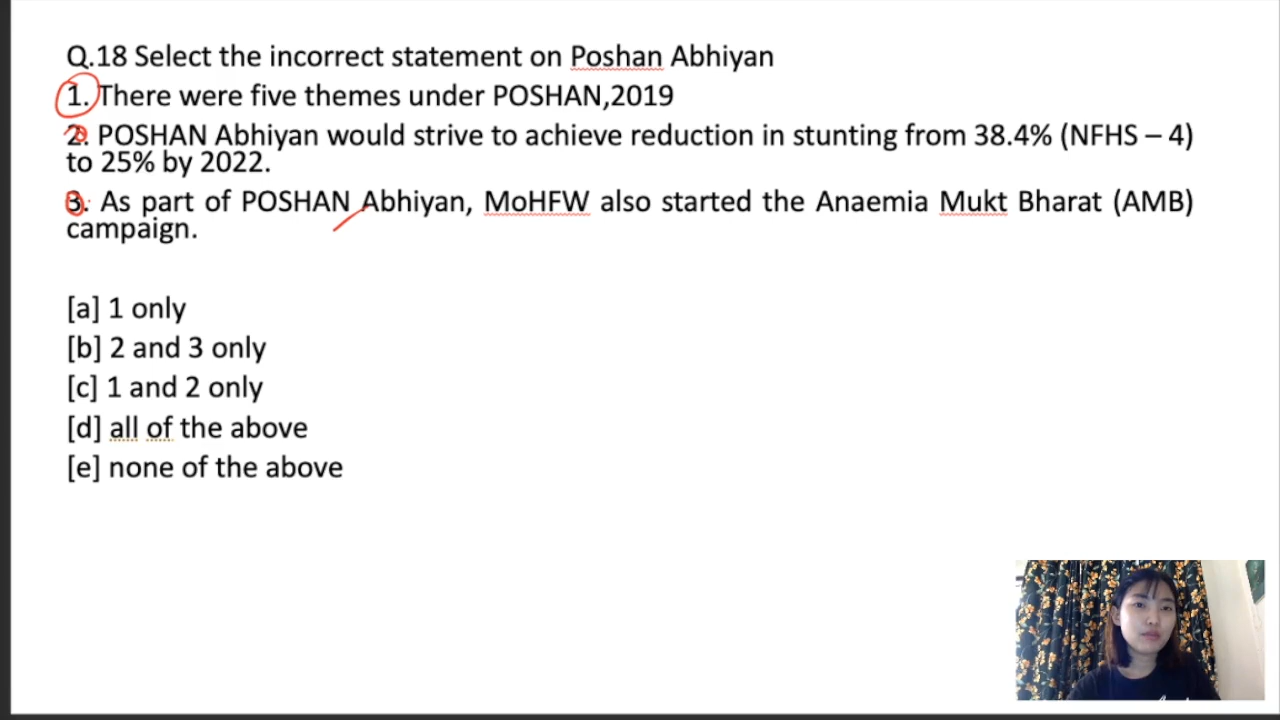 Q.18 Select the incorrect statement on Poshan Abhiyan
1. There were five themes under POSHAN,2019
2. POSHAN Abhiyan would strive to achieve reduction in stunting from 38.4% (NFHS – 4)
to 25% by 2022.
3. As part of POSHAN Abhiyan, MoHFW also started the Anaemia Mukt Bharat (AMB)
campaign.
[a] 1 only
[b] 2 and 3 only
[c] 1 and 2 only
[d] all of the above
[e] none of the above